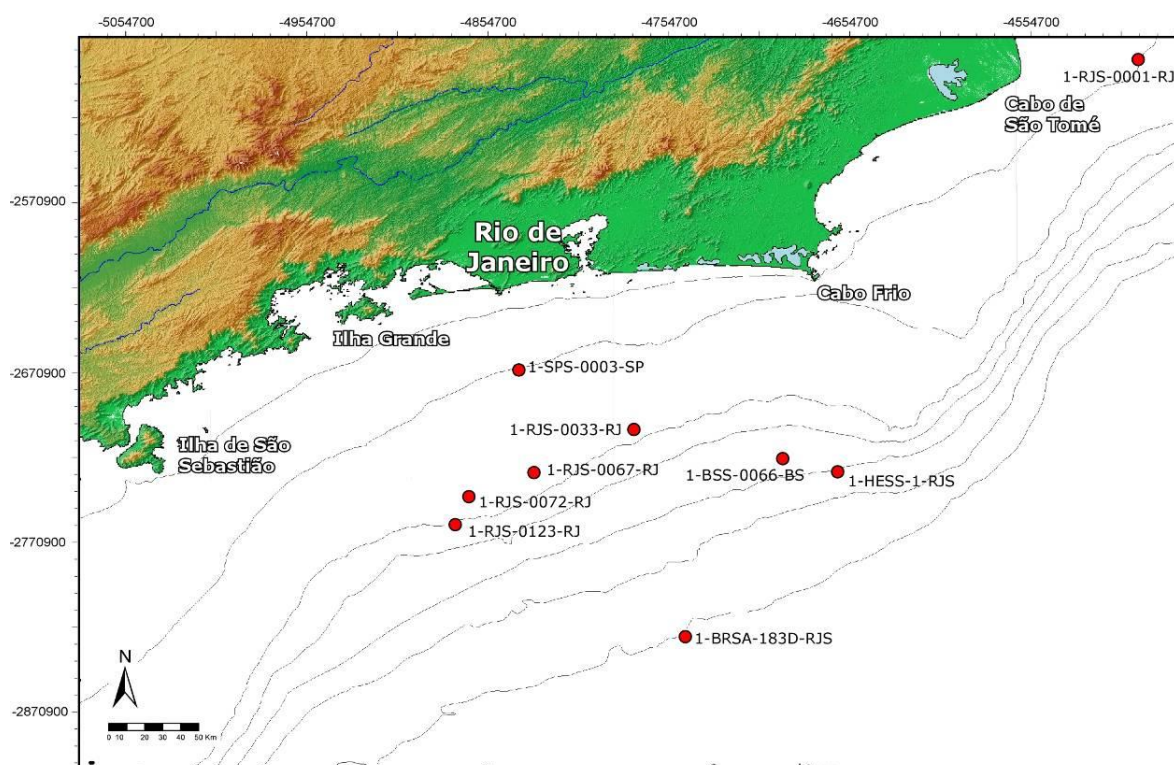 -5054700
-4954700
-4854700
-4754700
-4654700
-4554700
1-RJS-0001-RJ
Cabo de
São Tomé
-2570900
Rio de
Janeiro
Cabo Frio
Ilha Grande
-2670900
1-SPS-0003-SP
1-RJS-0033-RJ
Ilha de São
Sebastião
1-RJS-0067-RJ
1-BSS-0066-BS
1-HESS-1-RJS
1-RJS-0072-RJ
1-RJS-0123-RJ
-2770900
1-BRSA-183D-RJS
N
-2870900
0 10 20 30 40 50 Km